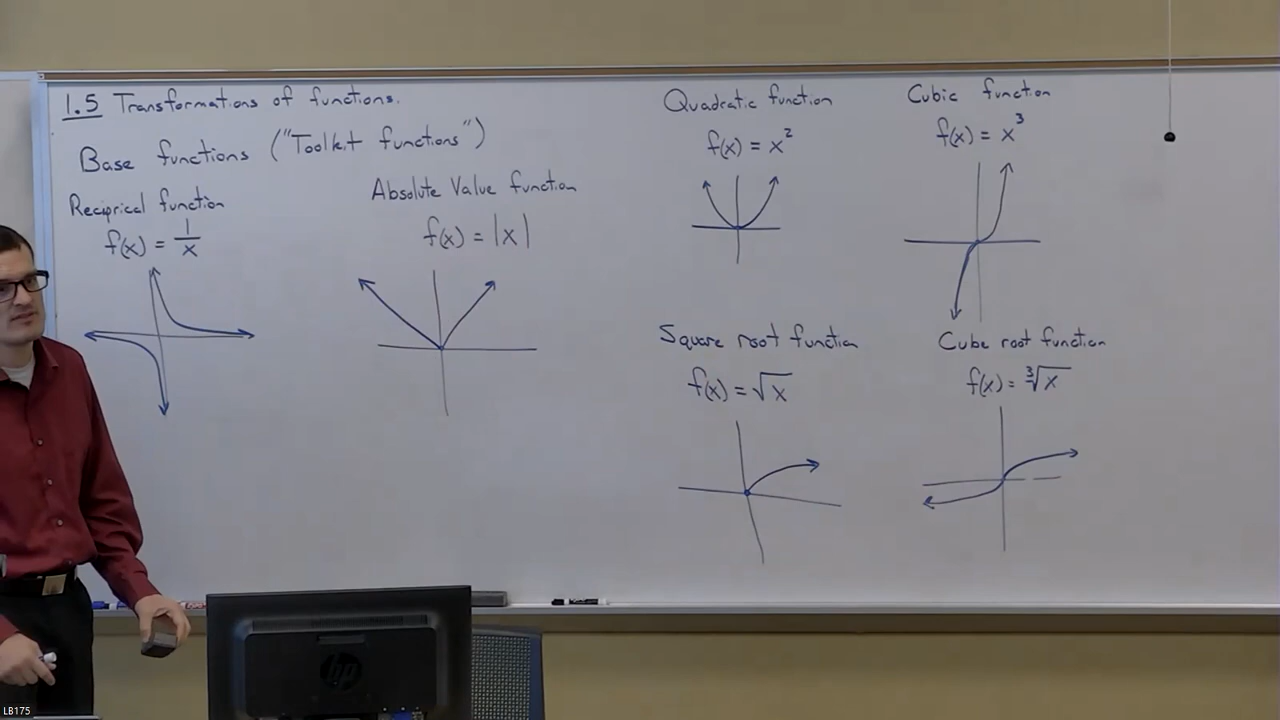 1.5 Transformations of functions.
Base functions ("Toolkit functions")
Reciprical function
f(x) = 1/x
Absolute Value function
f(x) = |x|
Quadratic function
f(x) = x²
Cubic function
f(x) = x³
Square root function
f(x) = √x
Cube root function
f(x) = ∛x
hp
LB175